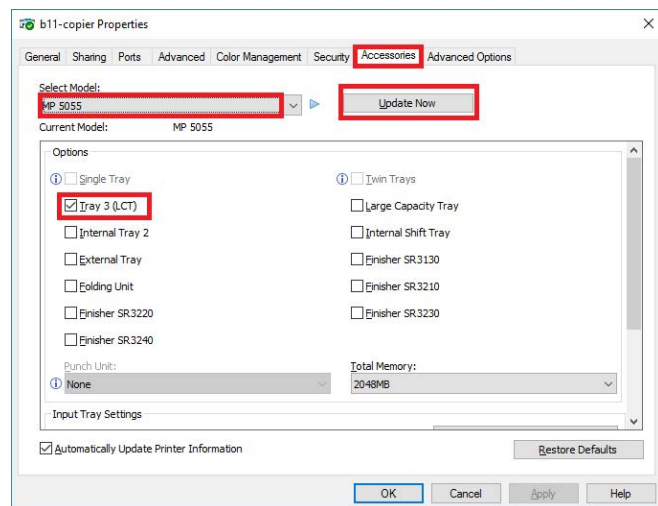 b11-copier Properties
General Sharing Ports Advanced Color Management Security Accessories Advanced Options
Select Model:
MP 5055
Update Now
Current Model: MP 5055
Options
Single Tray
Twin Trays
Tray 3 (LCT)
Large Capacity Tray
Internal Tray 2
Internal Shift Tray
External Tray
Finisher SR3130
Folding Unit
Finisher SR3210
Finisher SR3220
Finisher SR3230
Finisher SR3240
Punch Unit:
Total Memory:
None
2048MB
Input Tray Settings
Automatically Update Printer Information
Restore Defaults
OK Cancel Apply Help